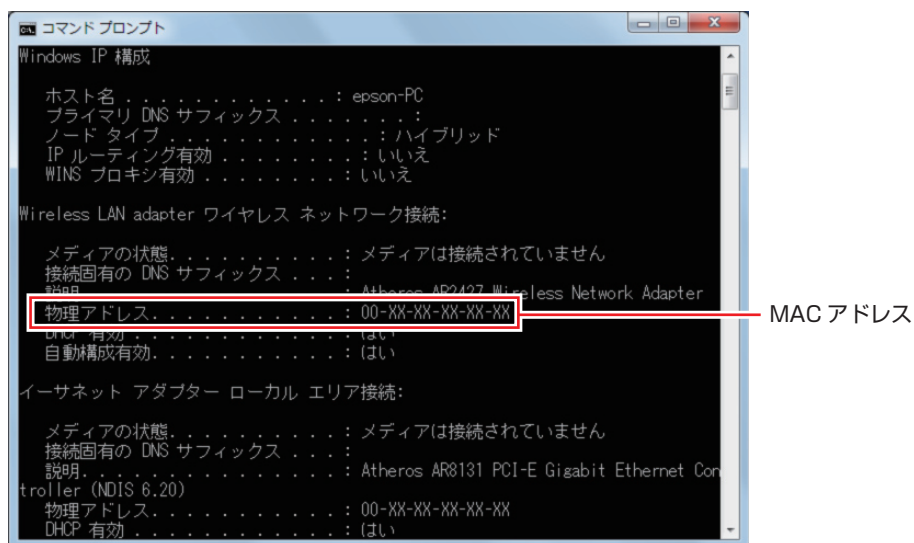 コマンド プロンプト
Windows IP 構成
ホスト名 . . . . . . . . . . . . : epson-PC
プライマリ DNS サフィックス . . . . . . . :
ノード タイプ . . . . . . . . . . . . : ハイブリッド
IP ルーティング有効 . . . . . . . . : いいえ
WINS プロキシ有効 . . . . . . . . : いいえ
Wireless LAN adapter ワイヤレス ネットワーク接続:
メディアの状態. . . . . . . . . . . : メディアは接続されていません
接続固有の DNS サフィックス . . . :
説明. . . . . . . . . . . . . . . . : Atheros AR2427 Wireless Network Adapter
物理アドレス. . . . . . . . . . . . : 00-XX-XX-XX-XX-XX
MAC アドレス
DHCP 有効 . . . . . . . . . . . . : はい
自動構成有効. . . . . . . . . . . . : はい
イーサネット アダプター ローカル エリア接続:
メディアの状態. . . . . . . . . . . : メディアは接続されていません
接続固有の DNS サフィックス . . . :
説明. . . . . . . . . . . . . . . . : Atheros AR8131 PCI-E Gigabit Ethernet Con
troller (NDIS 6.20)
物理アドレス. . . . . . . . . . . . : 00-XX-XX-XX-XX-XX
DHCP 有効 . . . . . . . . . . . . : はい